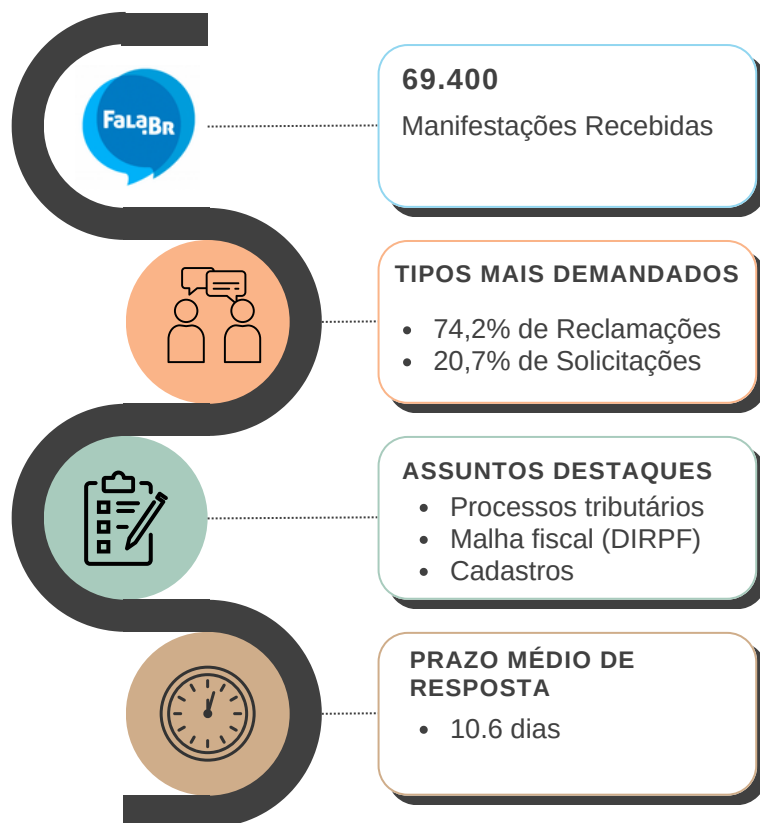 Fala.Br
69.400
Manifestações Recebidas
TIPOS MAIS DEMANDADOS
• 74,2% de Reclamações
• 20,7% de Solicitações
ASSUNTOS DESTAQUES
• Processos tributários
• Malha fiscal (DIRPF)
• Cadastros
PRAZO MÉDIO DE
RESPOSTA
• 10.6 dias